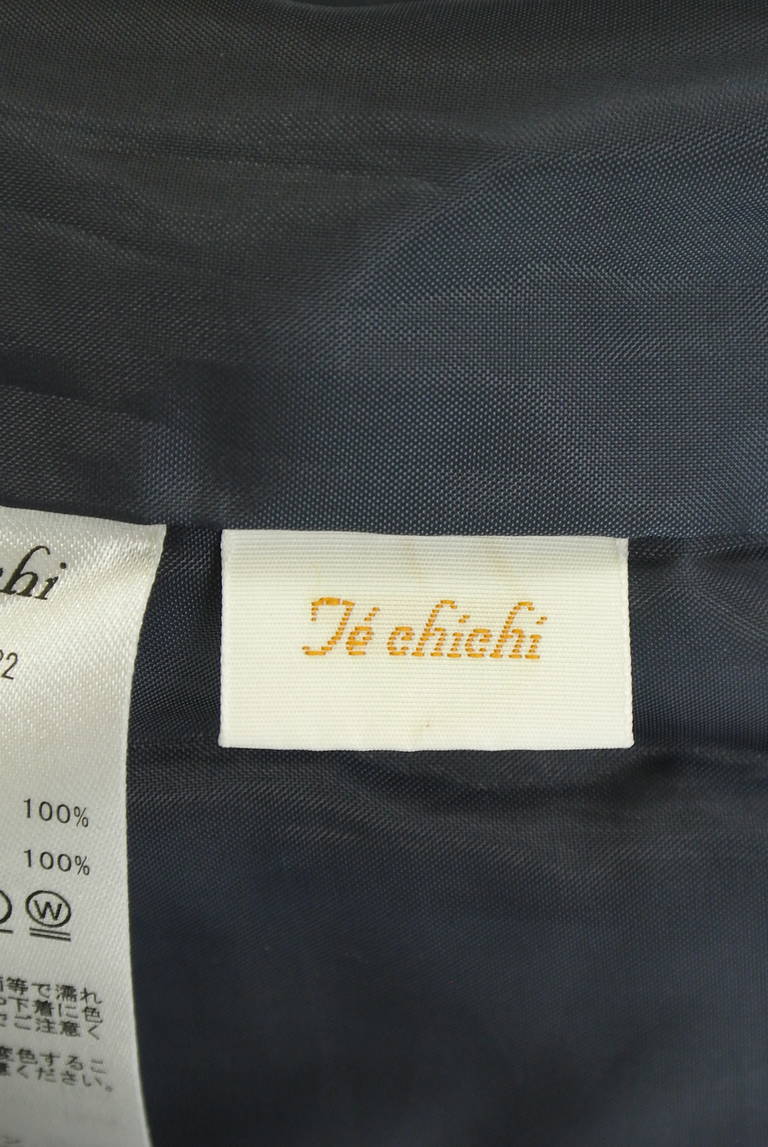 chi
Té chichi
22
100%
100%
W
等で濡れ
下着に色
ご注意く
変色するこ
ください。
ン